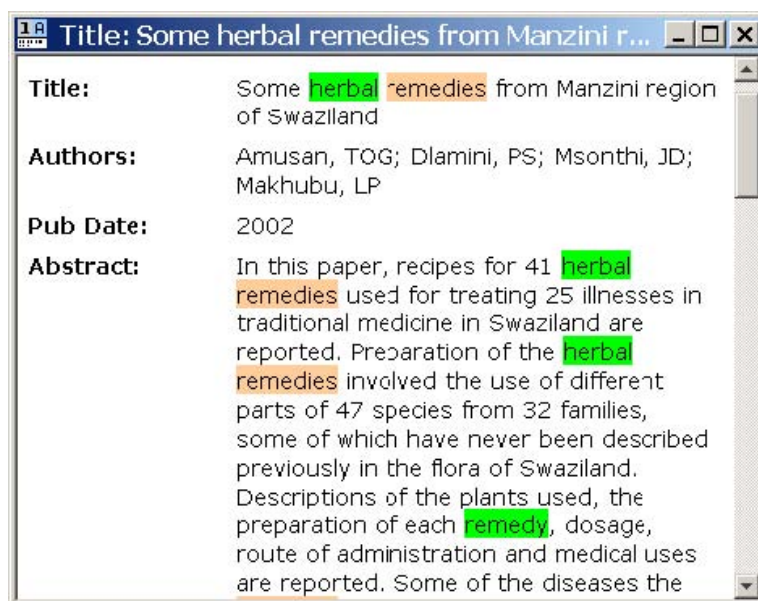 Title: Some herbal remedies from Manzini r...
Title: Some herbal remedies from Manzini region
of Swaziland
Authors: Amusan, TOG; Dlamini, PS; Msonthi, JD;
Makhubu, LP
Pub Date: 2002
Abstract: In this paper, recipes for 41 herbal
remedies used for treating 25 illnesses in
traditional medicine in Swaziland are
reported. Preparation of the herbal
remedies involved the use of different
parts of 47 species from 32 families,
some of which have never been described
previously in the flora of Swaziland.
Descriptions of the plants used, the
preparation of each remedy, dosage,
route of administration and medical uses
are reported. Some of the diseases the